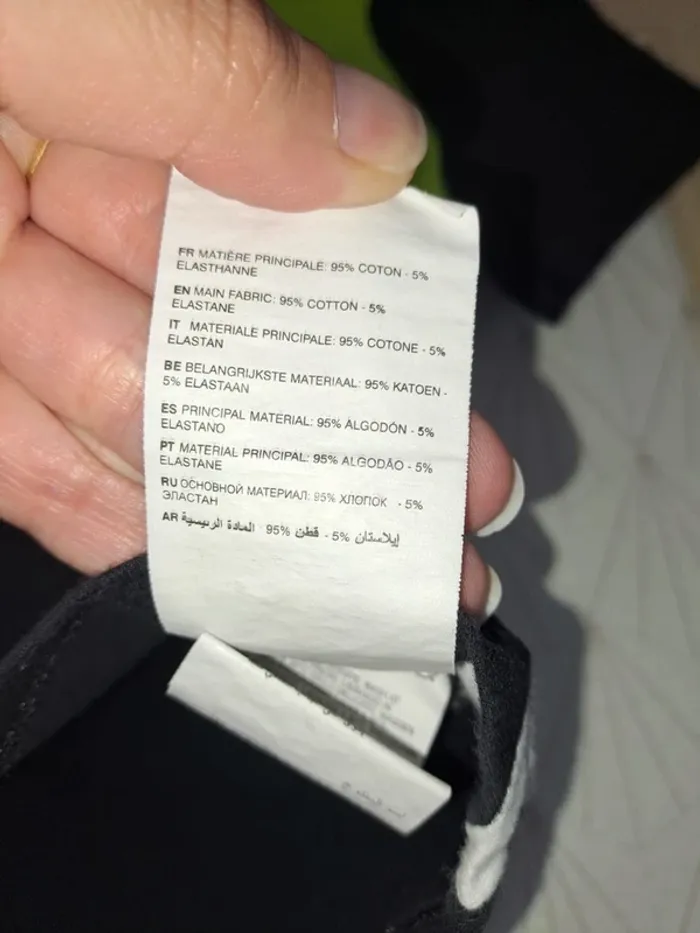 FR MATIÈRE PRINCIPALE: 95% COTON - 5%
ELASTHANNE
EN MAIN FABRIC: 95% COTTON - 5%
ELASTANE
IT MATERIALE PRINCIPALE: 95% COTONE - 5%
ELASTAN
BE BELANGRIJKSTE MATERIAAL: 95% KATOEN -
5% ELASTAAN
ES PRINCIPAL MATERIAL: 95% ALGODÓN - 5%
ELASTANO
PT MATERIAL PRINCIPAL: 95% ALGODÃO - 5%
ELASTANE
RU ОСНОВНОЙ МАТЕРИАЛ: 95% ХЛОПОК - 5%
ЭЛАСТАН
AR المادة الرئيسية 95% قطن - 5% إيلاستان